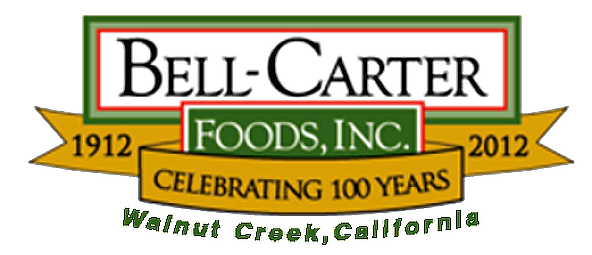 BELL-CARTER
FOODS, INC.
1912 2012
CELEBRATING 100 YEARS
Walnut Creek, California